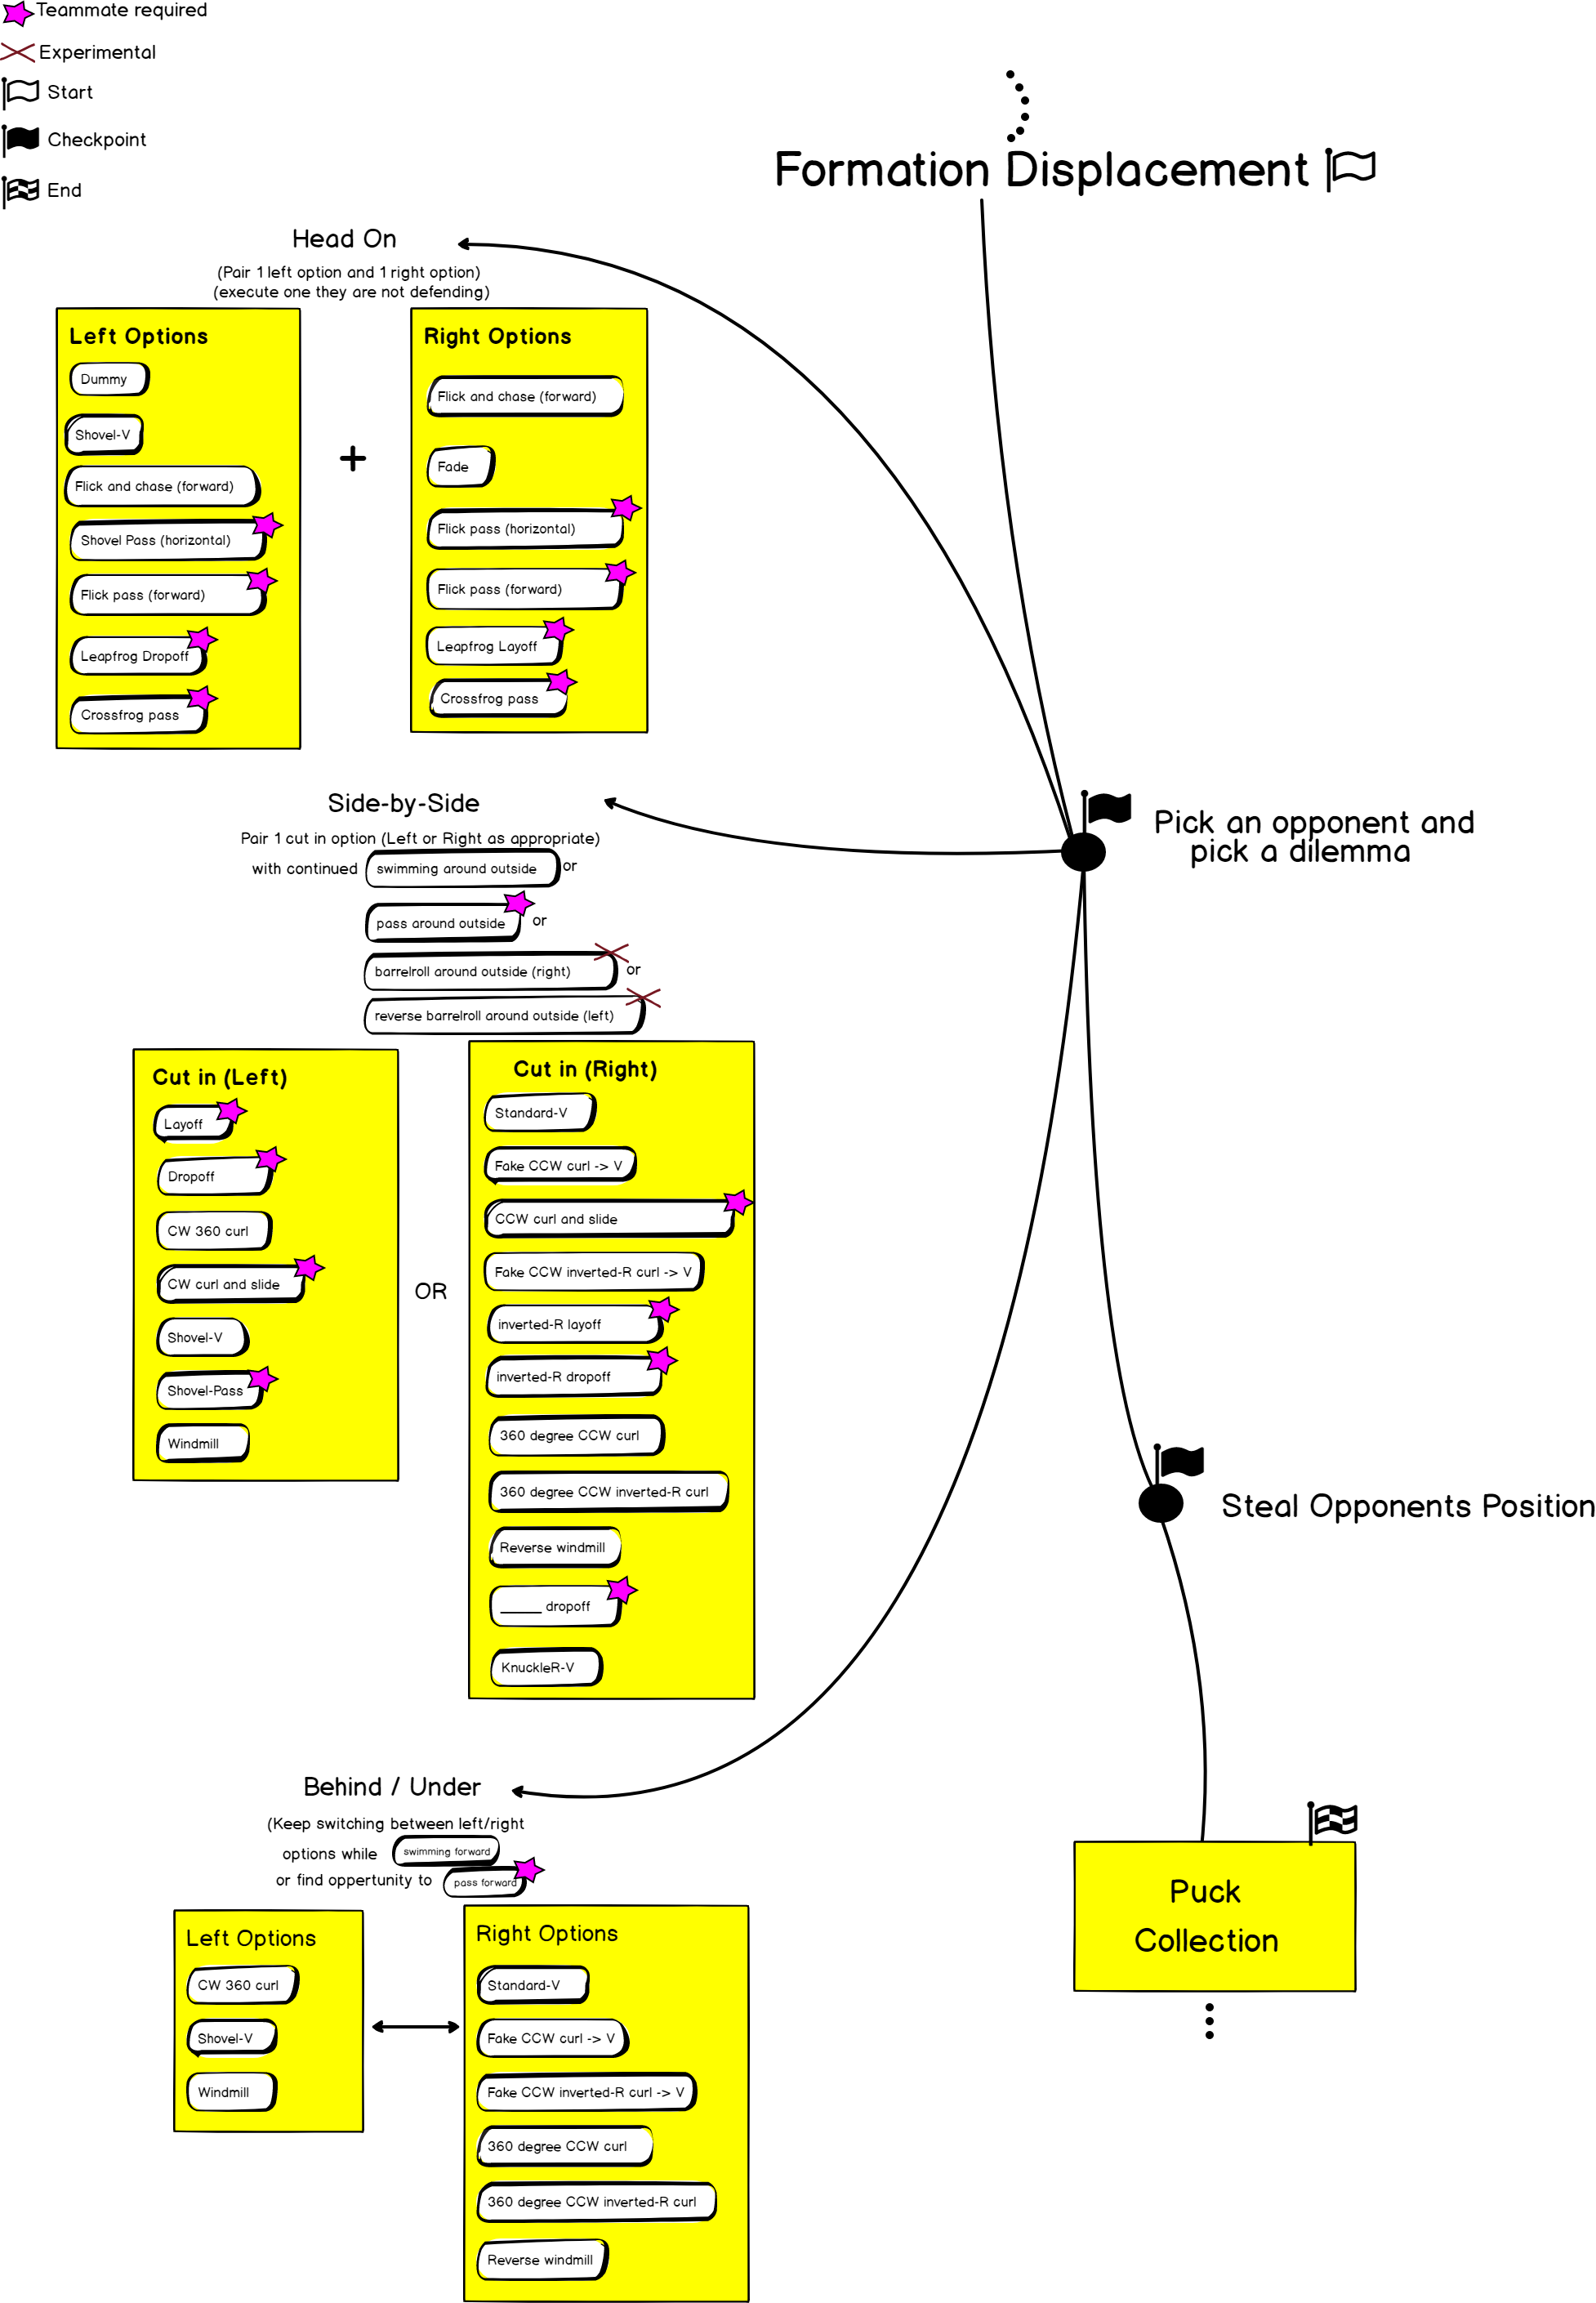 Teammate required
Experimental
Start
Checkpoint
End
Formation Displacement
Head On
(Pair 1 left option and 1 right option)
(execute one they are not defending)
Left Options
Dummy
Shovel-V
Flick and chase (forward)
Shovel Pass (horizontal)
Flick pass (forward)
Leapfrog Dropoff
Crossfrog pass
+
Right Options
Flick and chase (forward)
Fade
Flick pass (horizontal)
Flick pass (forward)
Leapfrog Layoff
Crossfrog pass
Pick an opponent and
pick a dilemma
Side-by-Side
Pair 1 cut in option (Left or Right as appropriate)
with continued swimming around outside or
pass around outside or
barrelroll around outside (right) or
reverse barrelroll around outside (left)
Cut in (Left)
Layoff
Dropoff
CW 360 curl
CW curl and slide
Shovel-V
Shovel-Pass
Windmill
OR
Cut in (Right)
Standard-V
Fake CCW curl -> V
CCW curl and slide
Fake CCW inverted-R curl -> V
inverted-R layoff
inverted-R dropoff
360 degree CCW curl
360 degree CCW inverted-R curl
Reverse windmill
_____ dropoff
KnuckleR-V
Steal Opponents Position
Behind / Under
(Keep switching between left/right
options while swimming forward
or find oppertunity to pass forward
Left Options
CW 360 curl
Shovel-V
Windmill
Right Options
Standard-V
Fake CCW curl -> V
Fake CCW inverted-R curl -> V
360 degree CCW curl
360 degree CCW inverted-R curl
Reverse windmill
Puck
Collection